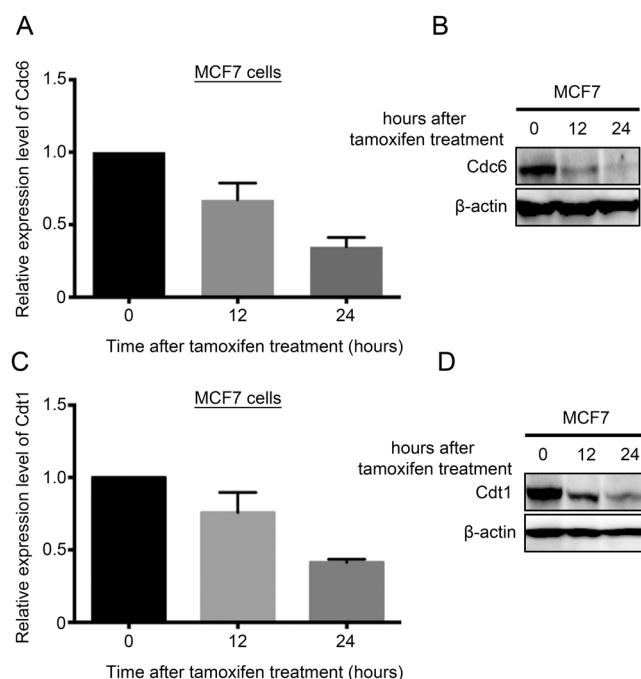 A
MCF7 cells
Relative expression level of Cdc6
1.5
1.0
0.5
0
0 12 24
Time after tamoxifen treatment (hours)
B
MCF7
hours after
tamoxifen treatment
0 12 24
Cdc6
β-actin
C
MCF7 cells
Relative expression level of Cdt1
1.5
1.0
0.5
0
0 12 24
Time after tamoxifen treatment (hours)
D
MCF7
hours after
tamoxifen treatment
0 12 24
Cdt1
β-actin